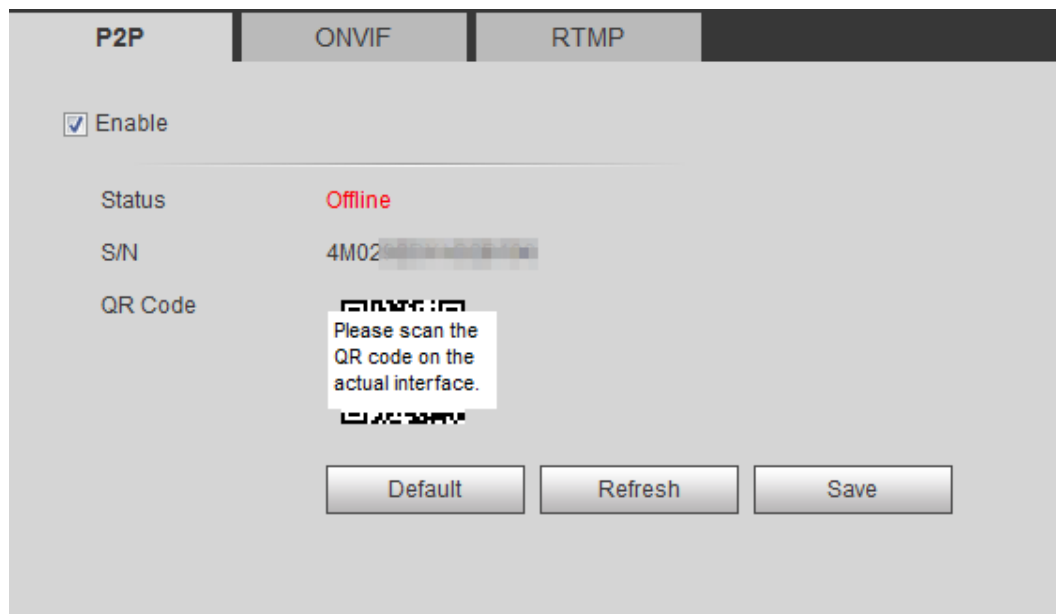 P2P ONVIF RTMP
Enable
Status Offline
S/N 4M02
QR Code
Please scan the
QR code on the
actual interface.
Default Refresh Save